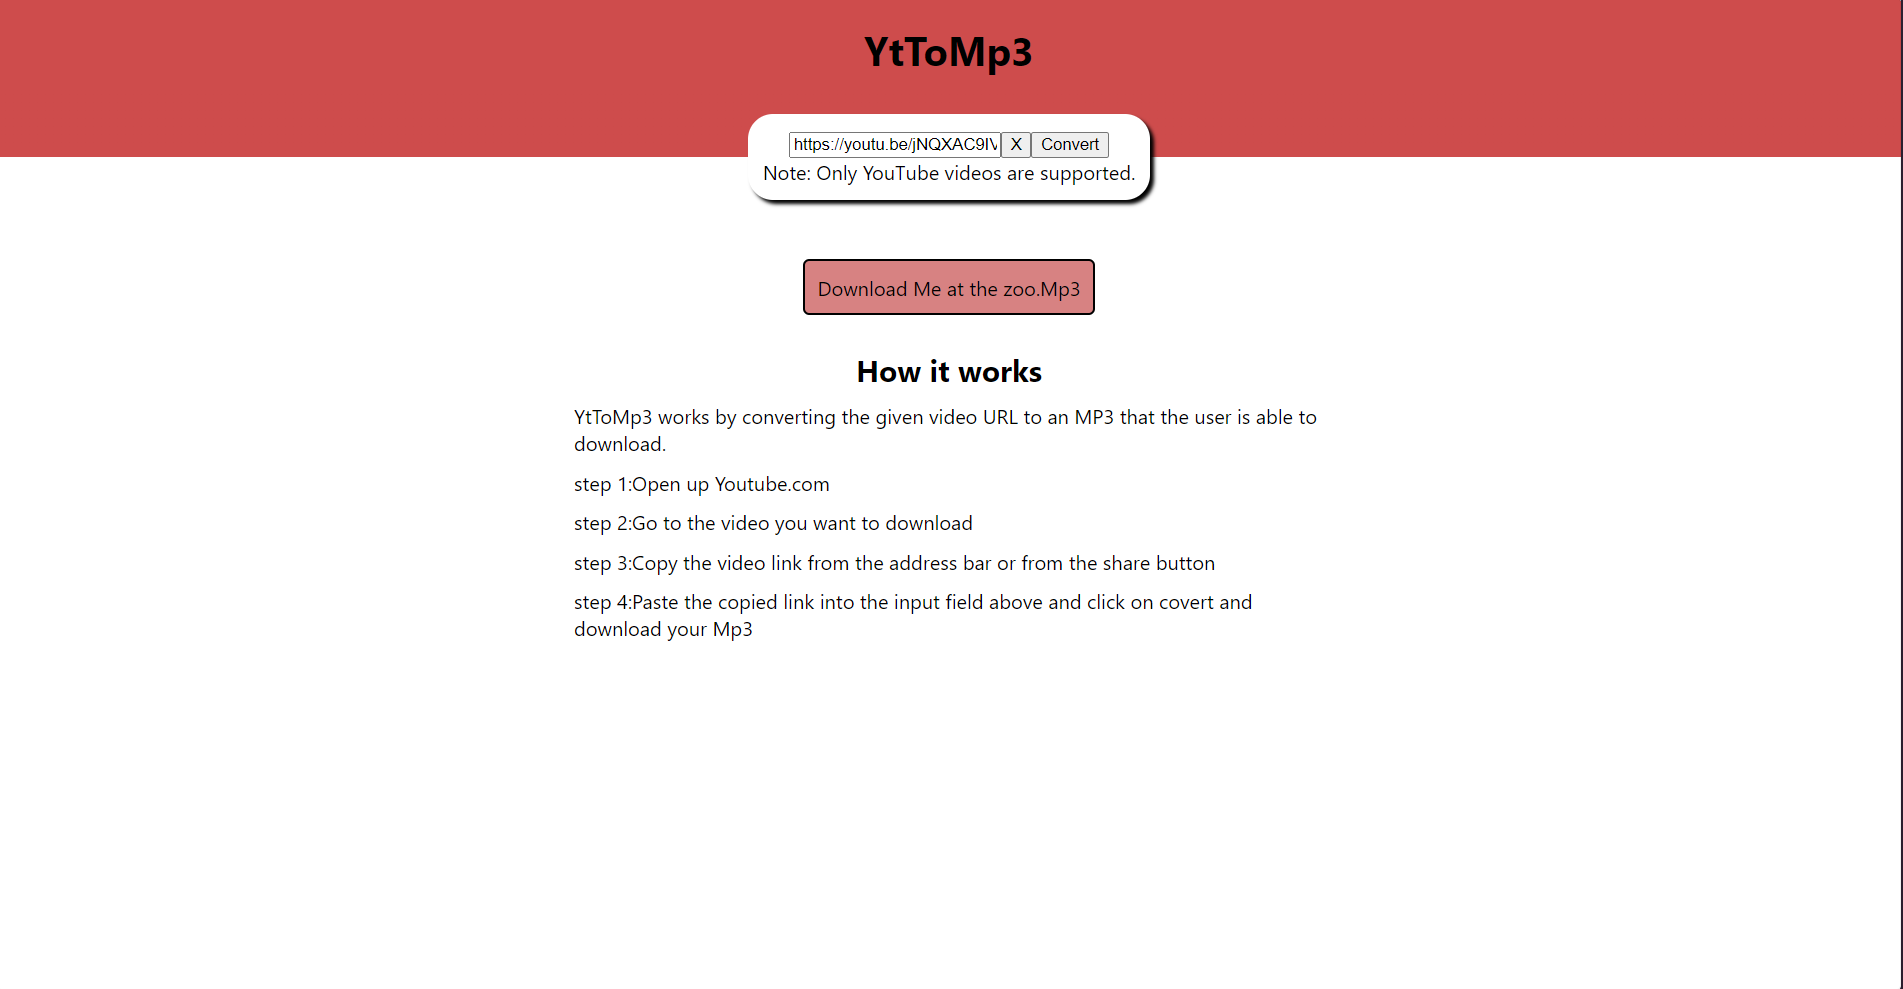 YtToMp3
https://youtu.be/jNQXAC9IV X Convert
Note: Only YouTube videos are supported.
Download Me at the zoo.Mp3
How it works
YtToMp3 works by converting the given video URL to an MP3 that the user is able to
download.
step 1:Open up Youtube.com
step 2:Go to the video you want to download
step 3:Copy the video link from the address bar or from the share button
step 4:Paste the copied link into the input field above and click on covert and
download your Mp3